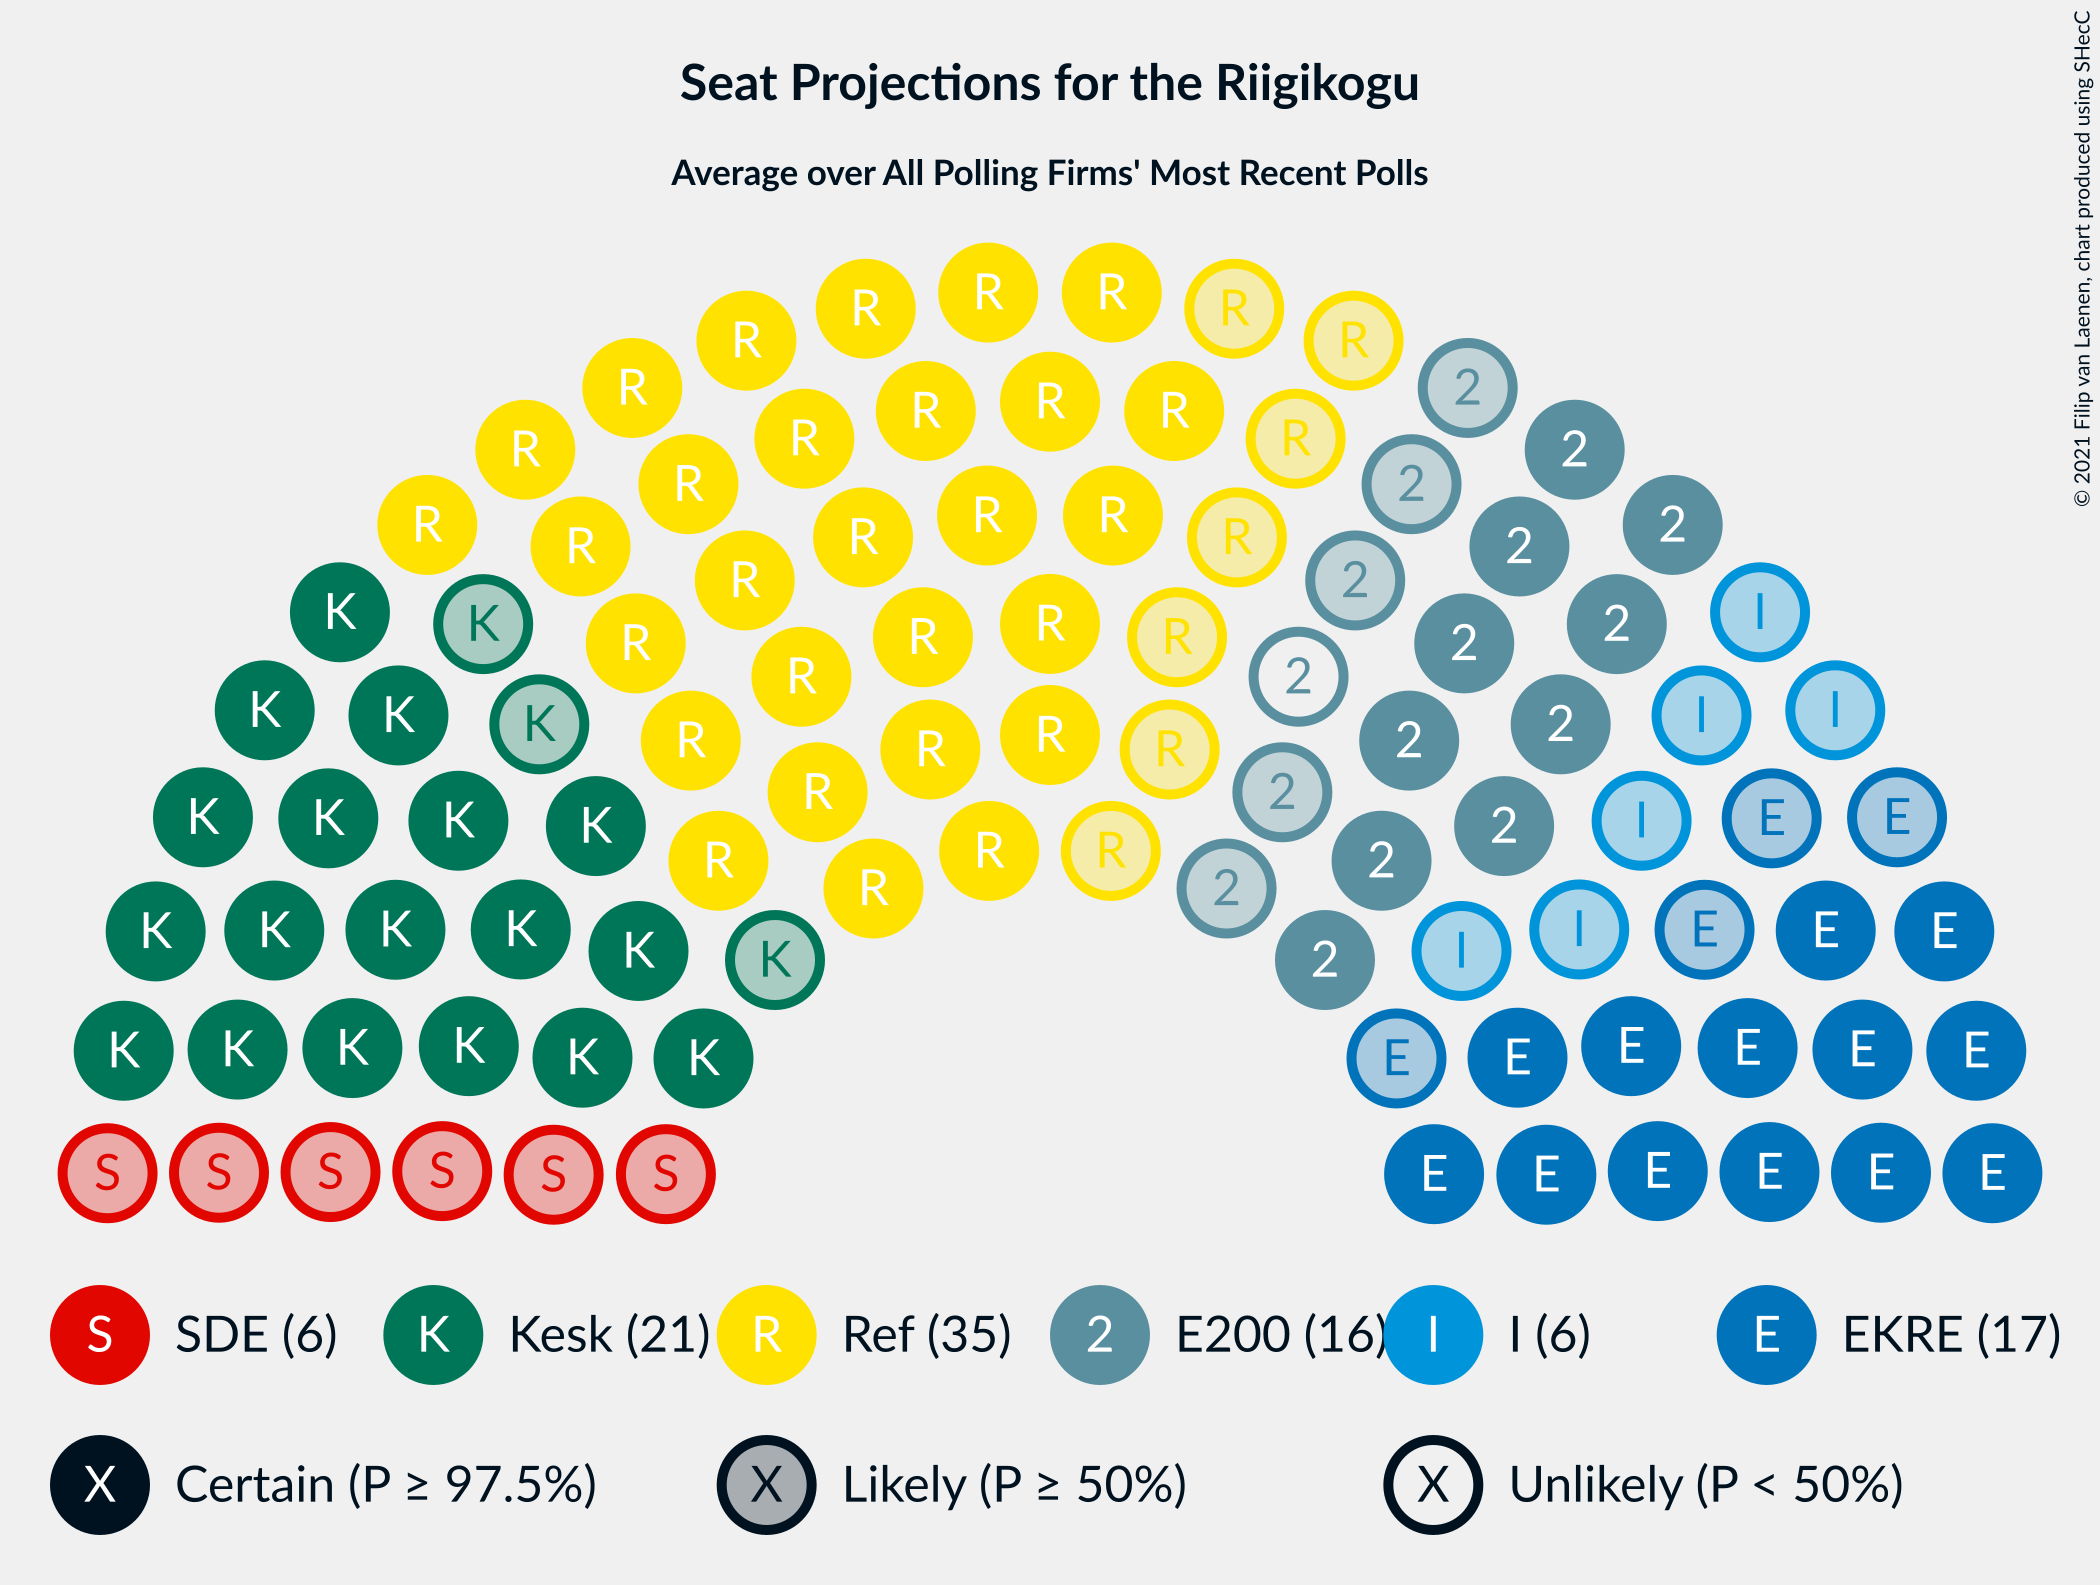 Seat Projections for the Riigikogu
Average over All Polling Firms' Most Recent Polls
© 2021 Filip van Laenen, chart produced using SHecC
R R R R
R R R R
2
R R R R R R
2 2
R R R R R R
2 2 2
K K R R R R
2 2 2 I
K K K R R R R
2 2 2 I I
K K K K R R R R
2 2 2 I E E
K K K K K K
2 I I E E E
K K K K K K
E E E E E E
S S S S S S
E E E E E E
S SDE (6) K Kesk (21) R Ref (35) 2 E200 (16) I I (6) E EKRE (17)
X Certain (P ≥ 97.5%) X Likely (P ≥ 50%) X Unlikely (P < 50%)